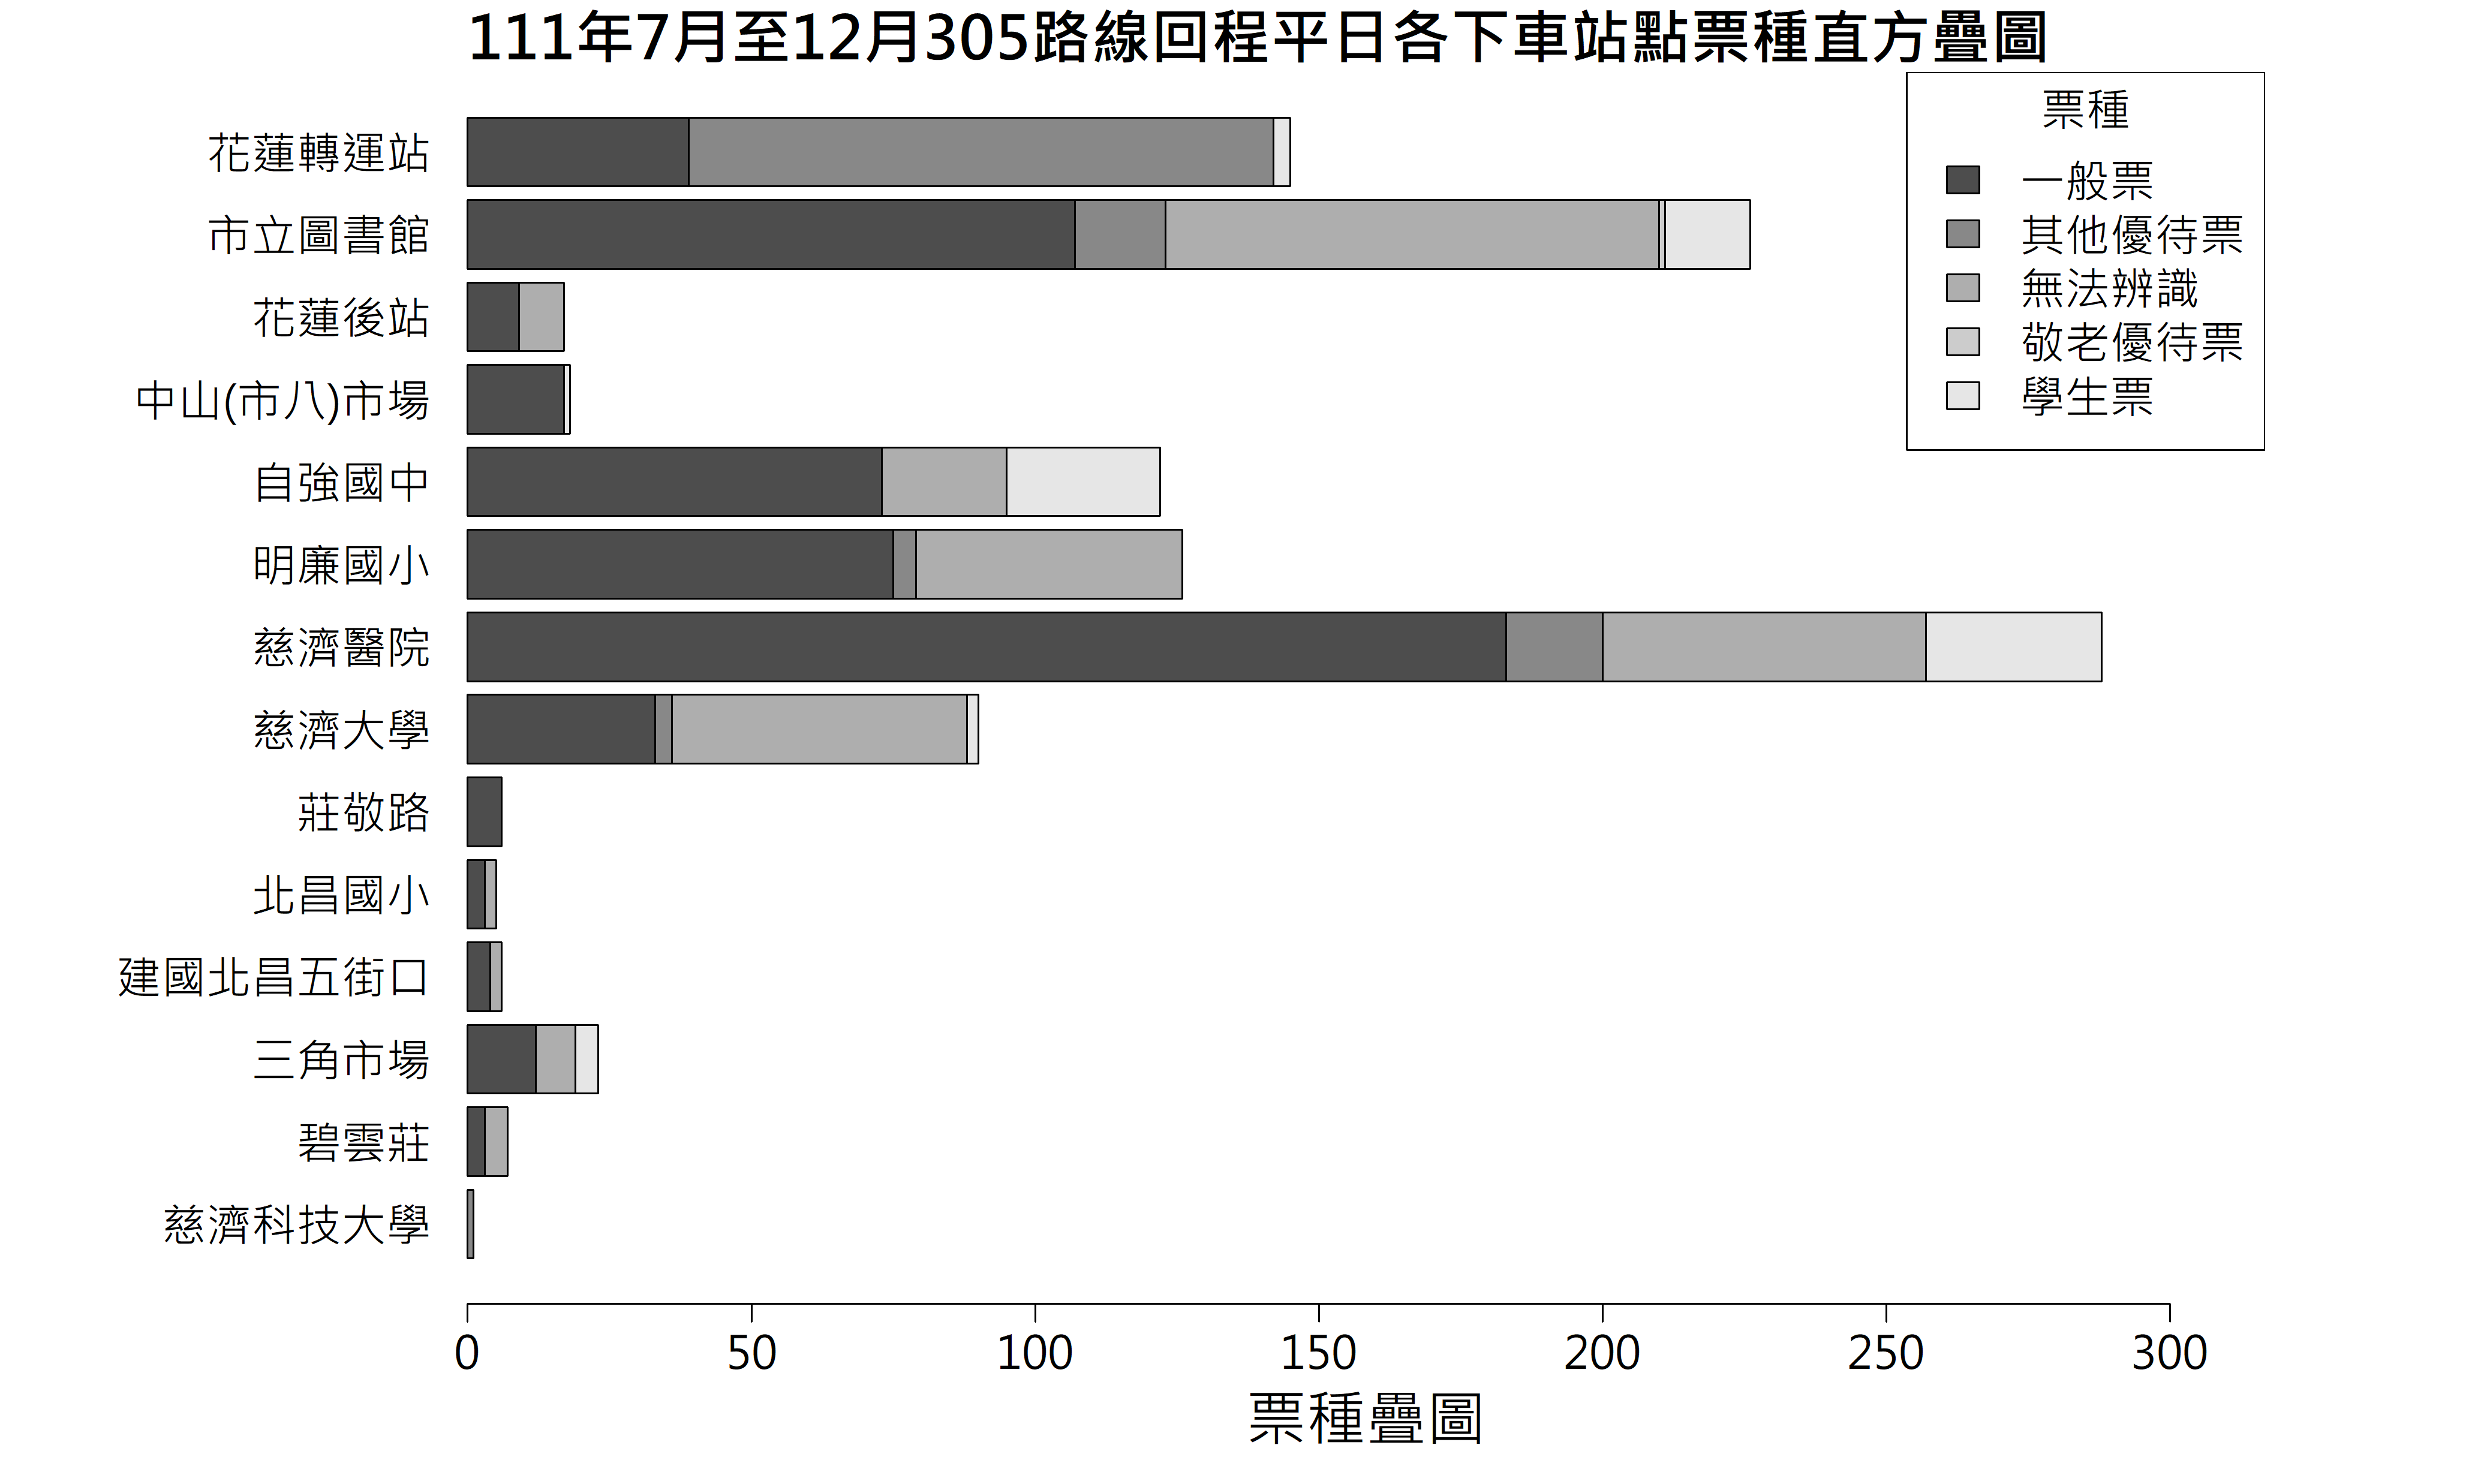 111年7月至12月305路線回程平日各下車站點票種直方疊圖
票種
一般票
其他優待票
無法辨識
敬老優待票
學生票
花蓮轉運站
市立圖書館
花蓮後站
中山(市八)市場
自強國中
明廉國小
慈濟醫院
慈濟大學
莊敬路
北昌國小
建國北昌五街口
三角市場
碧雲莊
慈濟科技大學
0 50 100 150 200 250 300
票種疊圖